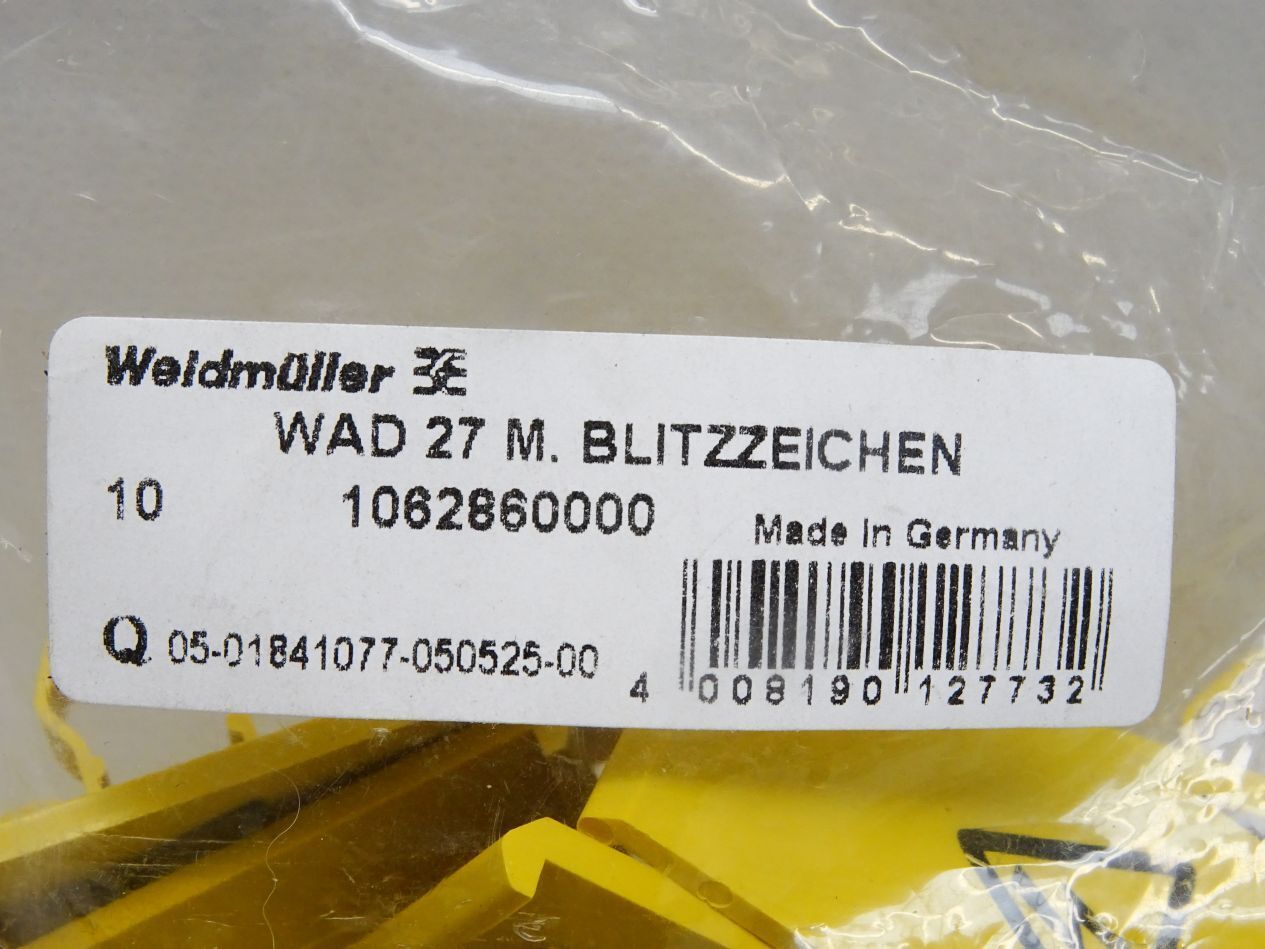 Weidmüller
WAD 27 M. BLITZZEICHEN
10 1062860000
Made in Germany
Q 05-01841077-050525-00
4 008190 127732